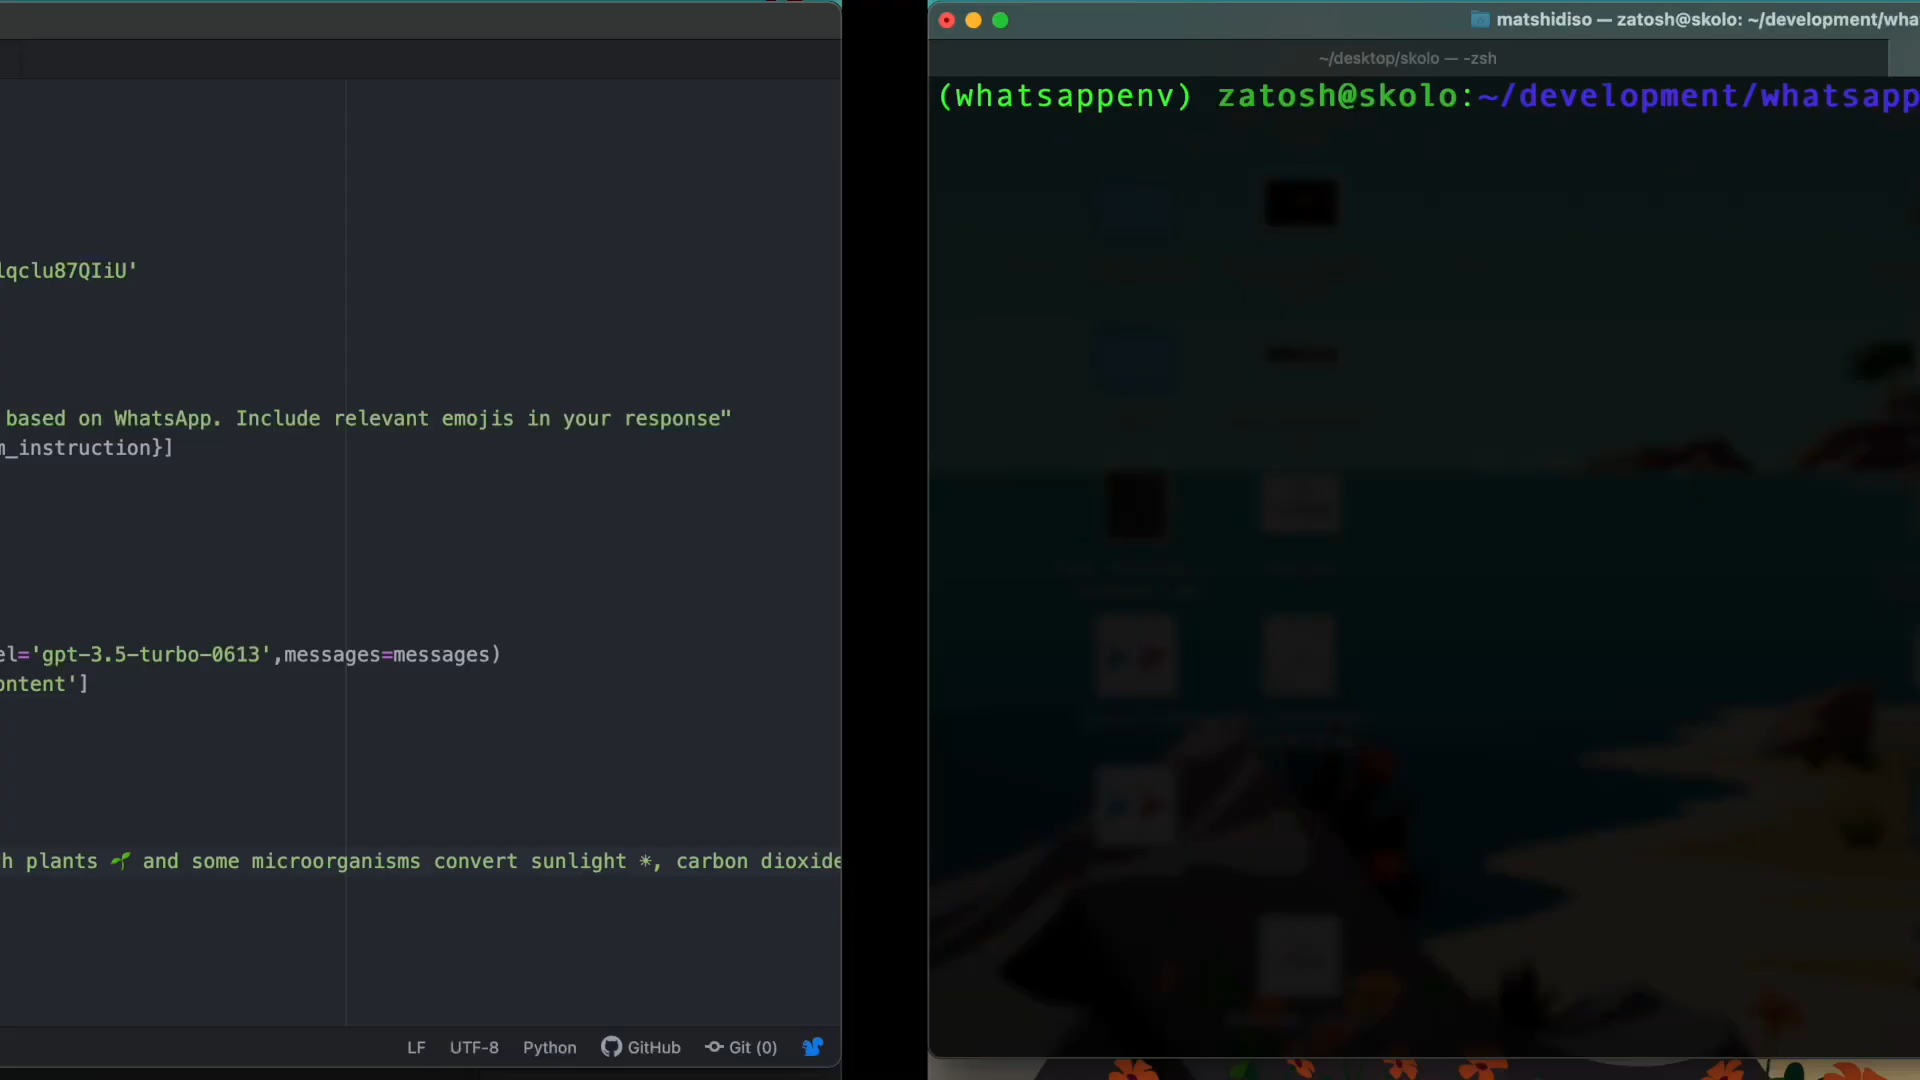 lqclu87QIiU'
based on WhatsApp. Include relevant emojis in your response"
m_instruction}]
el='gpt-3.5-turbo-0613',messages=messages)
ontent']
h plants 🌱 and some microorganisms convert sunlight ☀, carbon dioxide
LF UTF-8 Python GitHub Git (0)
matshidiso — zatosh@skolo: ~/development/wha
~/desktop/skolo — -zsh
(whatsappenv) zatosh@skolo:~/development/whatsapp